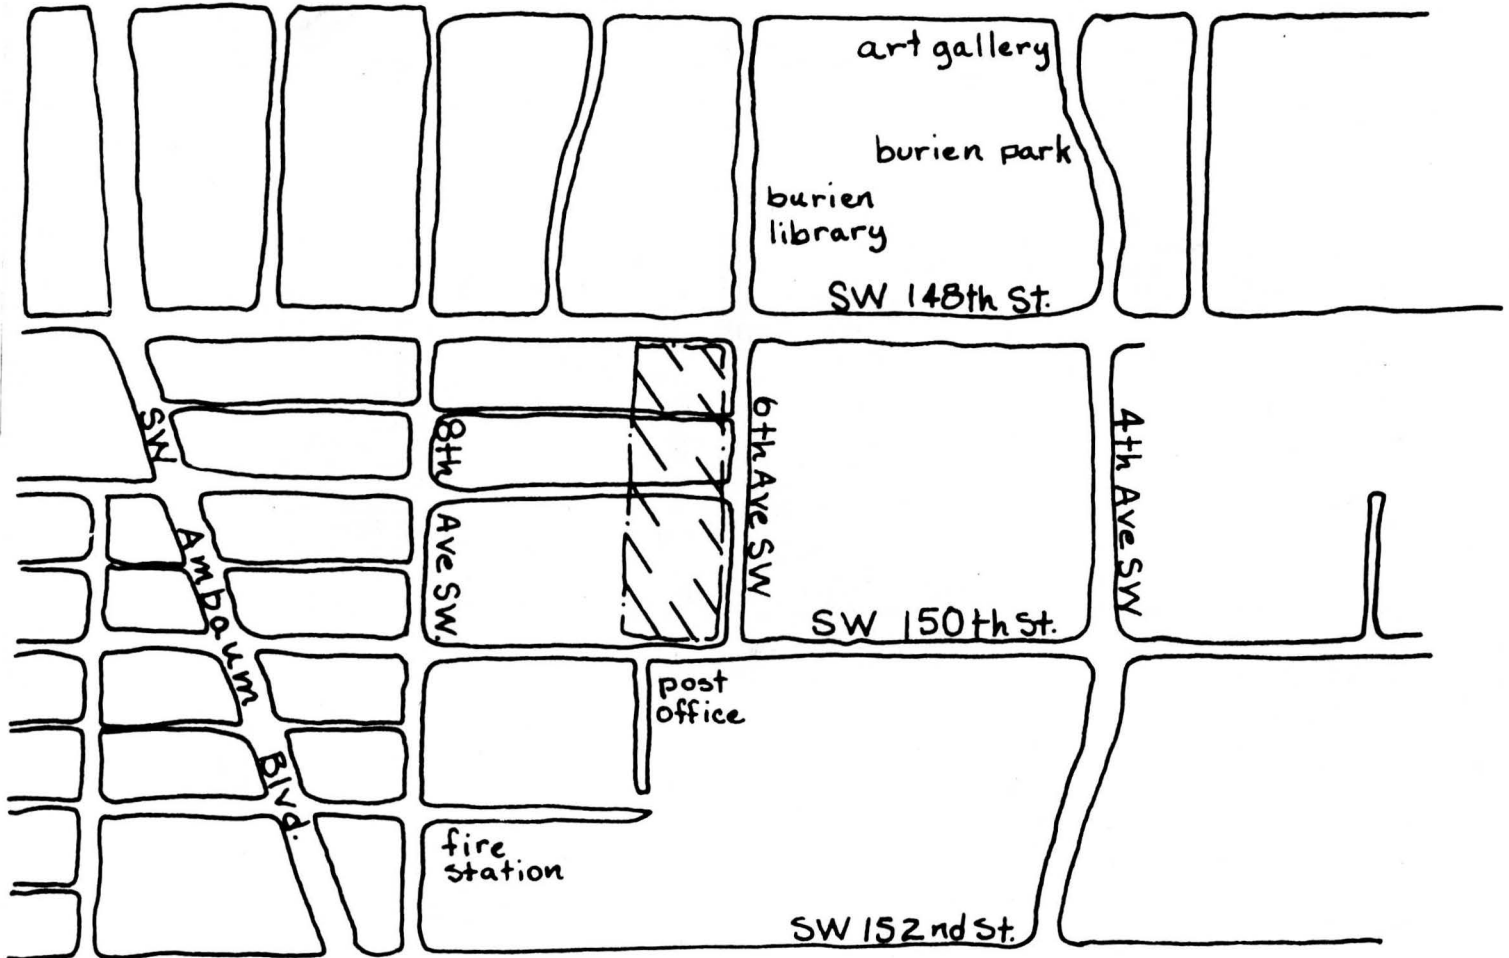 art gallery
burien park
burien
library
SW 148th St.
SW Ambaum Blvd.
8th Ave SW.
6th Ave SW
4th Ave SW
SW 150th St.
post
office
fire
station
SW 152nd St.